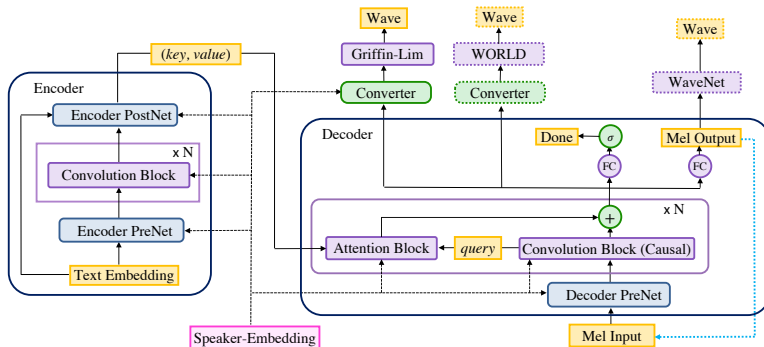 Wave
Wave
Wave
(key, value)
Griffin-Lim
WORLD
WaveNet
Encoder
Converter
Converter
Encoder PostNet
Decoder
Done
σ
Mel Output
x N
Convolution Block
FC
FC
x N
+
Encoder PreNet
Attention Block
query
Convolution Block (Causal)
Text Embedding
Decoder PreNet
Speaker-Embedding
Mel Input